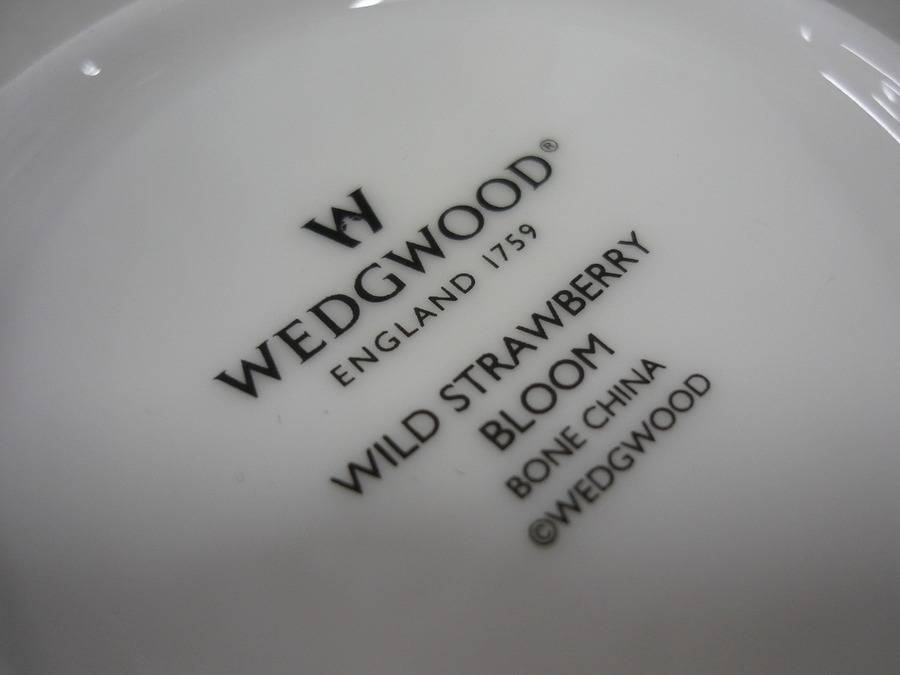 W
WEDGWOOD®
ENGLAND 1759
WILD STRAWBERRY
BLOOM
BONE CHINA
©WEDGWOOD